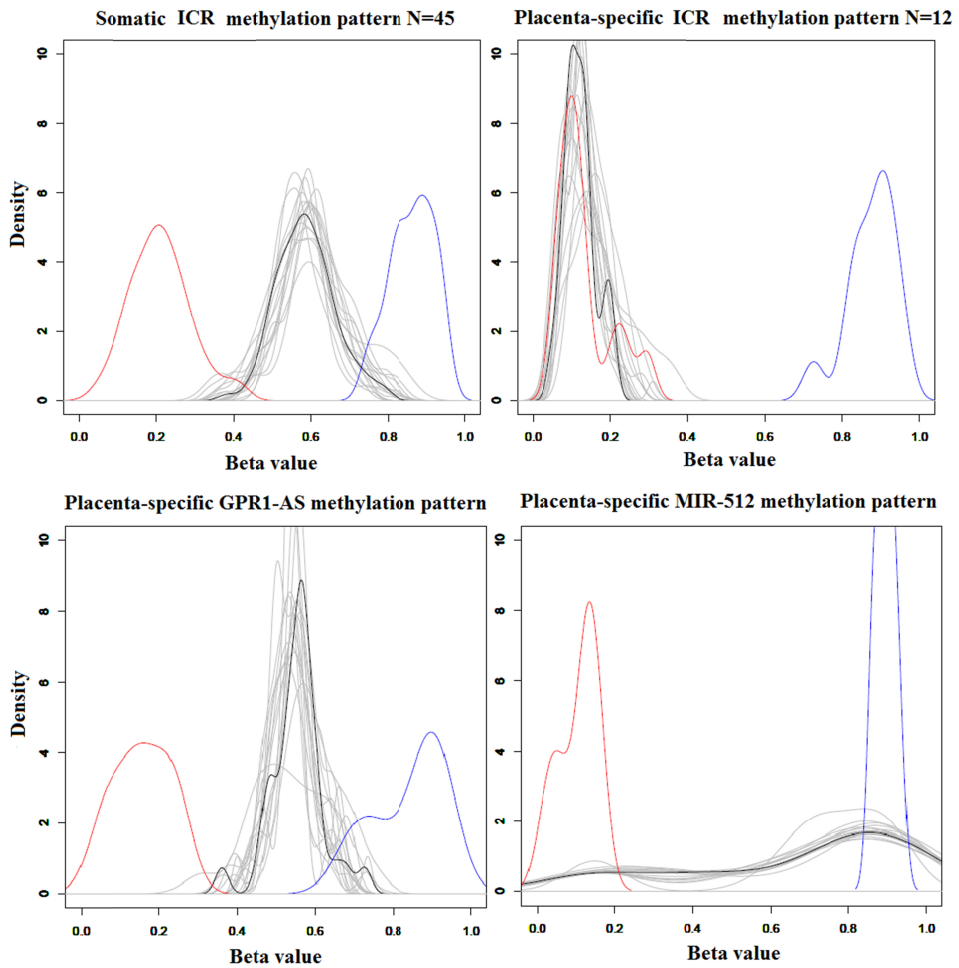 Somatic ICR methylation pattern N=45
Placenta-specific ICR methylation pattern N=12
Density
10
8
6
4
2
0
0.0 0.2 0.4 0.6 0.8 1.0
Beta value
10
8
6
4
2
0
0.0 0.2 0.4 0.6 0.8 1.0
Beta value
Placenta-specific GPR1-AS methylation pattern
Placenta-specific MIR-512 methylation pattern
Density
10
8
6
4
2
0
0.0 0.2 0.4 0.6 0.8 1.0
Beta value
10
8
6
4
2
0
0.0 0.2 0.4 0.6 0.8 1.0
Beta value